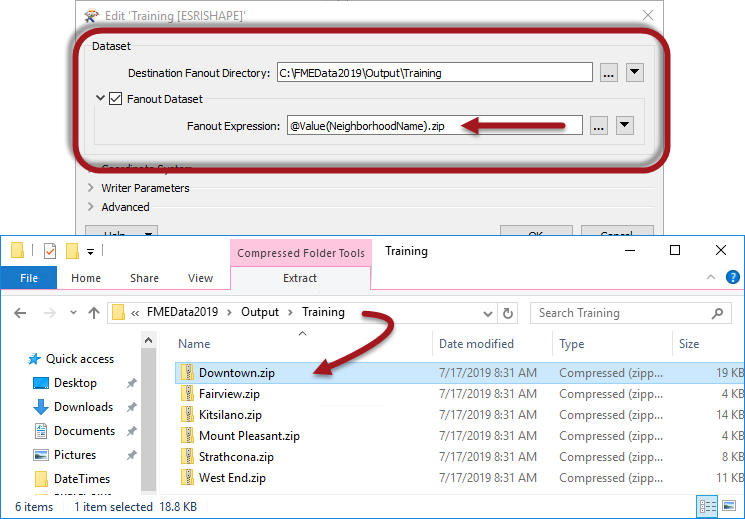 Edit 'Training [ESRISHAPE]'
Dataset
Destination Fanout Directory: C:\FMEData2019\Output\Training
Fanout Dataset
Fanout Expression: @Value(NeighborhoodName).zip
Coordinate System
Writer Parameters
Advanced
Help OK Cancel
Compressed Folder Tools Training
File Home Share View Extract
« FMEData2019 Output Training Search Training
Name Date modified Type Size
Quick access
Desktop
Downloads
Documents
Pictures
DateTimes
Downtown.zip 7/17/2019 8:31 AM Compressed (zipp... 19 KB
Fairview.zip 7/17/2019 8:31 AM Compressed (zipp... 4 KB
Kitsilano.zip 7/17/2019 8:31 AM Compressed (zipp... 14 KB
Mount Pleasant.zip 7/17/2019 8:31 AM Compressed (zipp... 4 KB
Strathcona.zip 7/17/2019 8:31 AM Compressed (zipp... 8 KB
West End.zip 7/17/2019 8:31 AM Compressed (zipp... 11 KB
6 items 1 item selected 18.8 KB